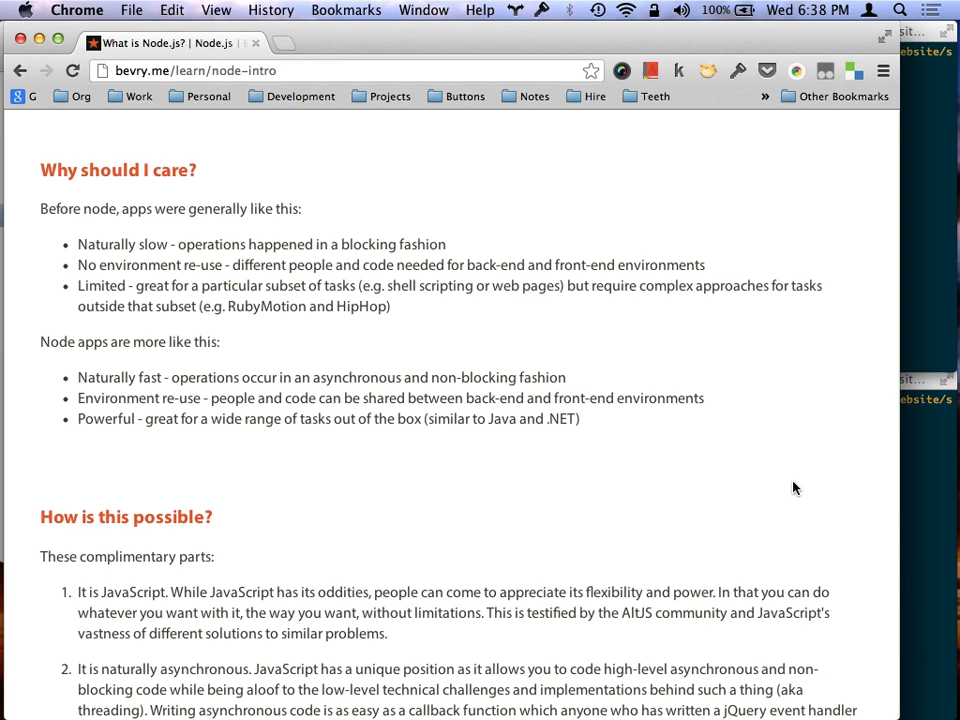 Chrome File Edit View History Bookmarks Window Help 100% Wed 6:38 PM
What is Node.js? | Node.js |
bevry.me/learn/node-intro
G Org Work Personal Development Projects Buttons Notes Hire Teeth » Other Bookmarks
Why should I care?
Before node, apps were generally like this:
• Naturally slow - operations happened in a blocking fashion
• No environment re-use - different people and code needed for back-end and front-end environments
• Limited - great for a particular subset of tasks (e.g. shell scripting or web pages) but require complex approaches for tasks
outside that subset (e.g. RubyMotion and HipHop)
Node apps are more like this:
• Naturally fast - operations occur in an asynchronous and non-blocking fashion
• Environment re-use - people and code can be shared between back-end and front-end environments
• Powerful - great for a wide range of tasks out of the box (similar to Java and .NET)
How is this possible?
These complimentary parts:
1. It is JavaScript. While JavaScript has its oddities, people can come to appreciate its flexibility and power. In that you can do
whatever you want with it, the way you want, without limitations. This is testified by the AltJS community and JavaScript's
vastness of different solutions to similar problems.
2. It is naturally asynchronous. JavaScript has a unique position as it allows you to code high-level asynchronous and non-
blocking code while being aloof to the low-level technical challenges and implementations behind such a thing (aka
threading). Writing asynchronous code is as easy as a callback function which anyone who has written a jQuery event handler
sit...
ebsite/s
sit...
ebsite/s